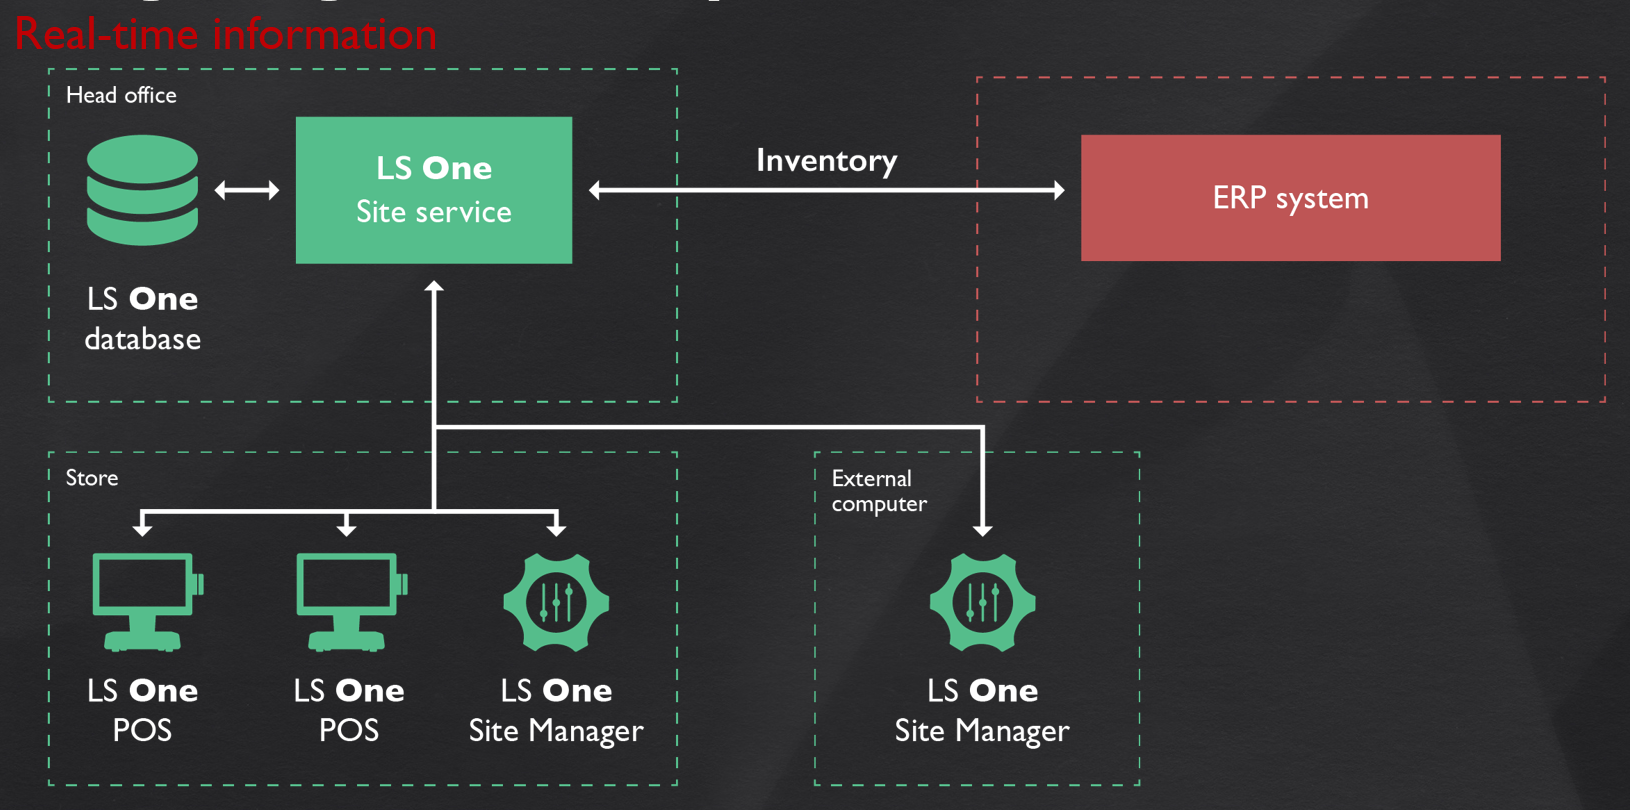 Real-time information
Head office
LS One
Site service
Inventory
ERP system
LS One
database
Store
External
computer
LS One
POS
LS One
POS
LS One
Site Manager
LS One
Site Manager